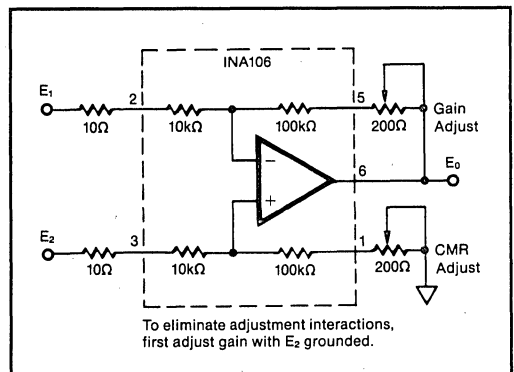 INA106
E₁
2
5
10Ω
10kΩ
100kΩ
200Ω
Gain
Adjust
−
6
E₀
+
E₂
3
1
10Ω
10kΩ
100kΩ
200Ω
CMR
Adjust
To eliminate adjustment interactions,
first adjust gain with E₂ grounded.